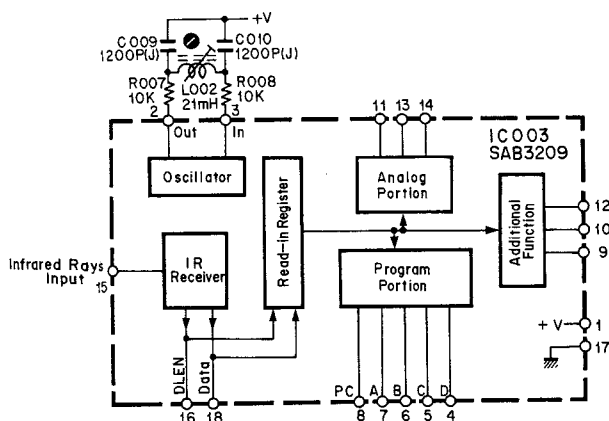 +V
C009
1200P(J)
C010
1200P(J)
R007
10K
L002
21mH
R008
10K
2
Out
3
In
11
13
14
IC003
SAB3209
Oscillator
Analog
Portion
Read-in Register
Additional
Function
12
10
9
Infrared Rays
Input
15
IR
Receiver
Program
Portion
+V
1
17
DLEN
Data
PC
A
B
C
D
16
18
8
7
6
5
4